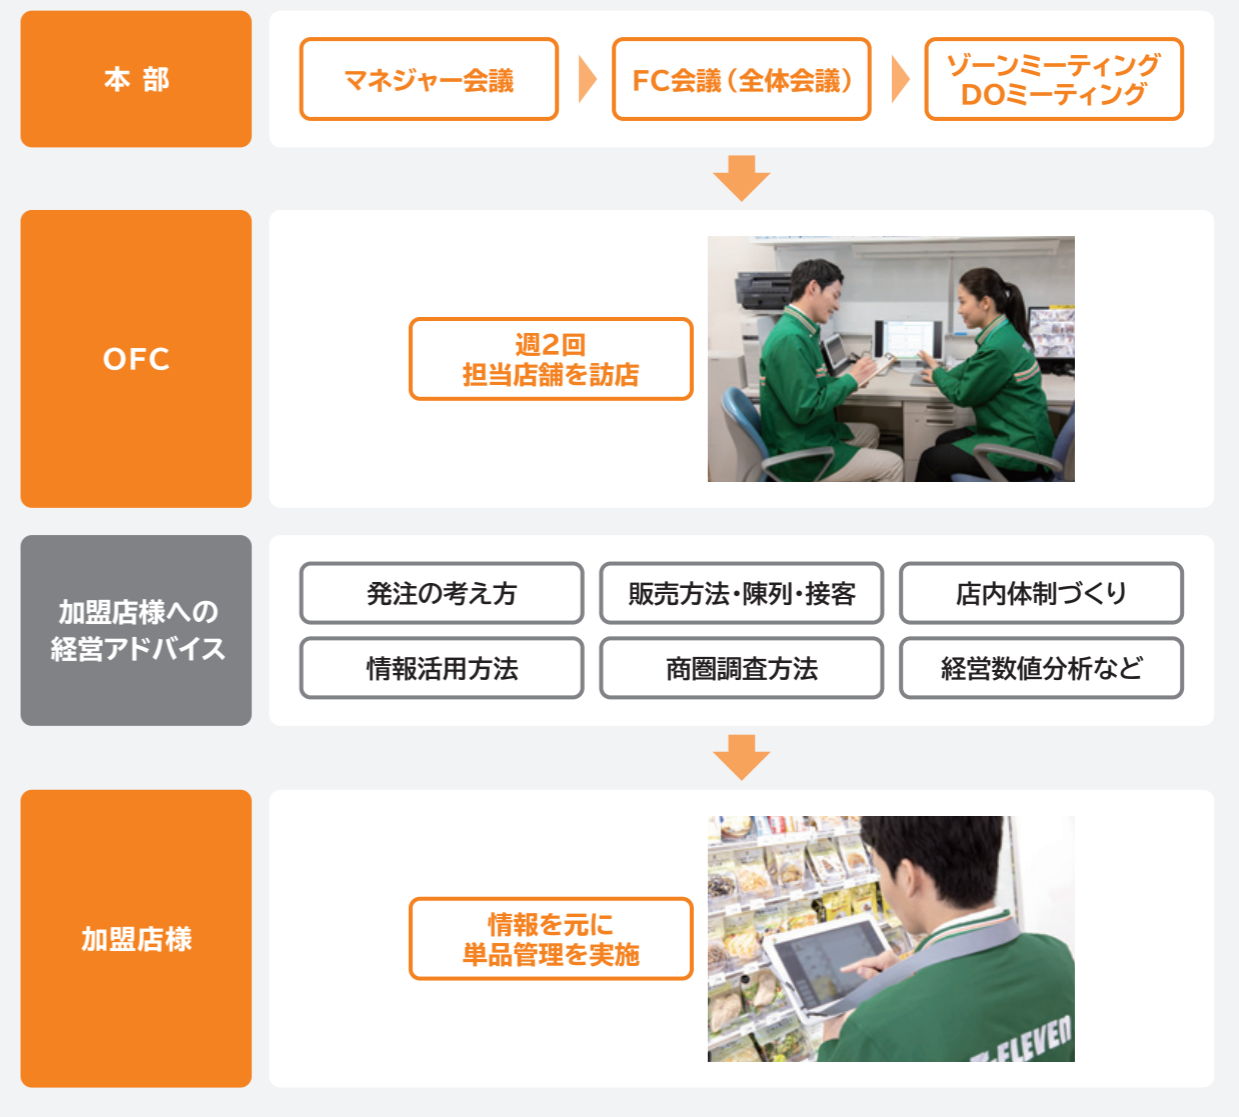 本部
マネジャー会議
FC会議（全体会議）
ゾーンミーティング
DOミーティング
OFC
週2回
担当店舗を訪店
加盟店様への
経営アドバイス
発注の考え方
販売方法・陳列・接客
店内体制づくり
情報活用方法
商圏調査方法
経営数値分析など
加盟店様
情報を元に
単品管理を実施
-ELEVEn